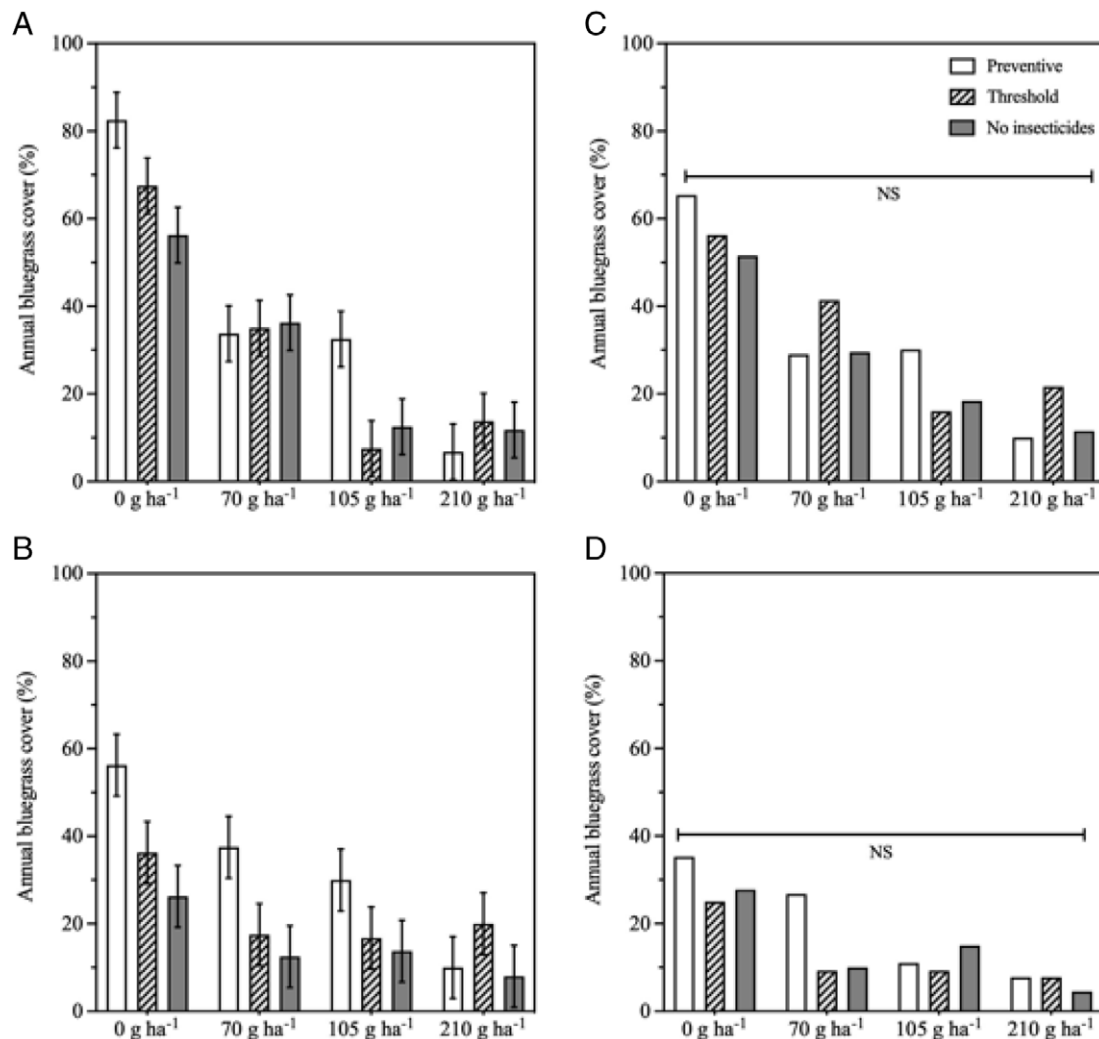 A
Annual bluegrass cover (%)
100
80
60
40
20
0
0 g ha⁻¹ 70 g ha⁻¹ 105 g ha⁻¹ 210 g ha⁻¹
C
Annual bluegrass cover (%)
100
80
60
40
20
0
Preventive
Threshold
No insecticides
NS
0 g ha⁻¹ 70 g ha⁻¹ 105 g ha⁻¹ 210 g ha⁻¹
B
Annual bluegrass cover (%)
100
80
60
40
20
0
0 g ha⁻¹ 70 g ha⁻¹ 105 g ha⁻¹ 210 g ha⁻¹
D
Annual bluegrass cover (%)
100
80
60
40
20
0
NS
0 g ha⁻¹ 70 g ha⁻¹ 105 g ha⁻¹ 210 g ha⁻¹